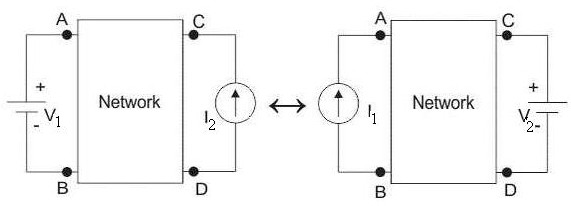 A C A C
+ Network Network +
- V1 I2 I1 V2-
B D B D